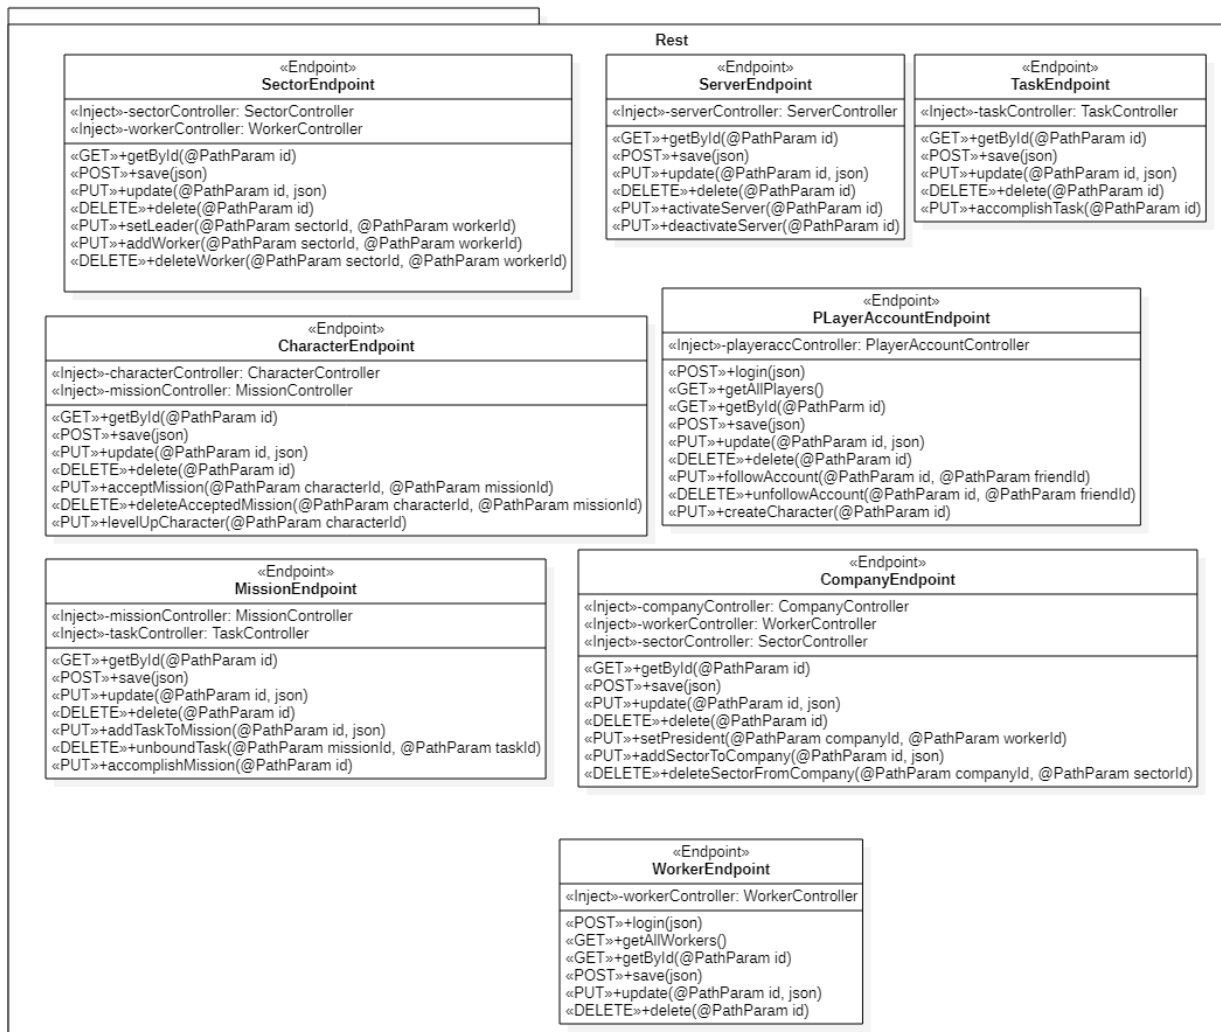 Rest
«Endpoint»
SectorEndpoint
«Inject»-sectorController: SectorController
«Inject»-workerController: WorkerController
«GET»+getById(@PathParam id)
«POST»+save(json)
«PUT»+update(@PathParam id, json)
«DELETE»+delete(@PathParam id)
«PUT»+setLeader(@PathParam sectorId, @PathParam workerId)
«PUT»+addWorker(@PathParam sectorId, @PathParam workerId)
«DELETE»+deleteWorker(@PathParam sectorId, @PathParam workerId)
«Endpoint»
ServerEndpoint
«Inject»-serverController: ServerController
«GET»+getById(@PathParam id)
«POST»+save(json)
«PUT»+update(@PathParam id, json)
«DELETE»+delete(@PathParam id)
«PUT»+activateServer(@PathParam id)
«PUT»+deactivateServer(@PathParam id)
«Endpoint»
TaskEndpoint
«Inject»-taskController: TaskController
«GET»+getById(@PathParam id)
«POST»+save(json)
«PUT»+update(@PathParam id, json)
«DELETE»+delete(@PathParam id)
«PUT»+accomplishTask(@PathParam id)
«Endpoint»
CharacterEndpoint
«Inject»-characterController: CharacterController
«Inject»-missionController: MissionController
«GET»+getById(@PathParam id)
«POST»+save(json)
«PUT»+update(@PathParam id, json)
«DELETE»+delete(@PathParam id)
«PUT»+acceptMission(@PathParam characterId, @PathParam missionId)
«DELETE»+deleteAcceptedMission(@PathParam characterId, @PathParam missionId)
«PUT»+levelUpCharacter(@PathParam characterId)
«Endpoint»
PLayerAccountEndpoint
«Inject»-playeraccController: PlayerAccountController
«POST»+login(json)
«GET»+getAllPlayers()
«GET»+getById(@PathParm id)
«POST»+save(json)
«PUT»+update(@PathParam id, json)
«DELETE»+delete(@PathParam id)
«PUT»+followAccount(@PathParam id, @PathParam friendId)
«DELETE»+unfollowAccount(@PathParam id, @PathParam friendId)
«PUT»+createCharacter(@PathParam id)
«Endpoint»
MissionEndpoint
«Inject»-missionController: MissionController
«Inject»-taskController: TaskController
«GET»+getById(@PathParam id)
«POST»+save(json)
«PUT»+update(@PathParam id, json)
«DELETE»+delete(@PathParam id)
«PUT»+addTaskToMission(@PathParam id, json)
«DELETE»+unboundTask(@PathParam missionId, @PathParam taskId)
«PUT»+accomplishMission(@PathParam id)
«Endpoint»
CompanyEndpoint
«Inject»-companyController: CompanyController
«Inject»-workerController: WorkerController
«Inject»-sectorController: SectorController
«GET»+getById(@PathParam id)
«POST»+save(json)
«PUT»+update(@PathParam id, json)
«DELETE»+delete(@PathParam id)
«PUT»+setPresident(@PathParam companyId, @PathParam workerId)
«PUT»+addSectorToCompany(@PathParam id, json)
«DELETE»+deleteSectorFromCompany(@PathParam companyId, @PathParam sectorId)
«Endpoint»
WorkerEndpoint
«Inject»-workerController: WorkerController
«POST»+login(json)
«GET»+getAllWorkers()
«GET»+getById(@PathParam id)
«POST»+save(json)
«PUT»+update(@PathParam id, json)
«DELETE»+delete(@PathParam id)